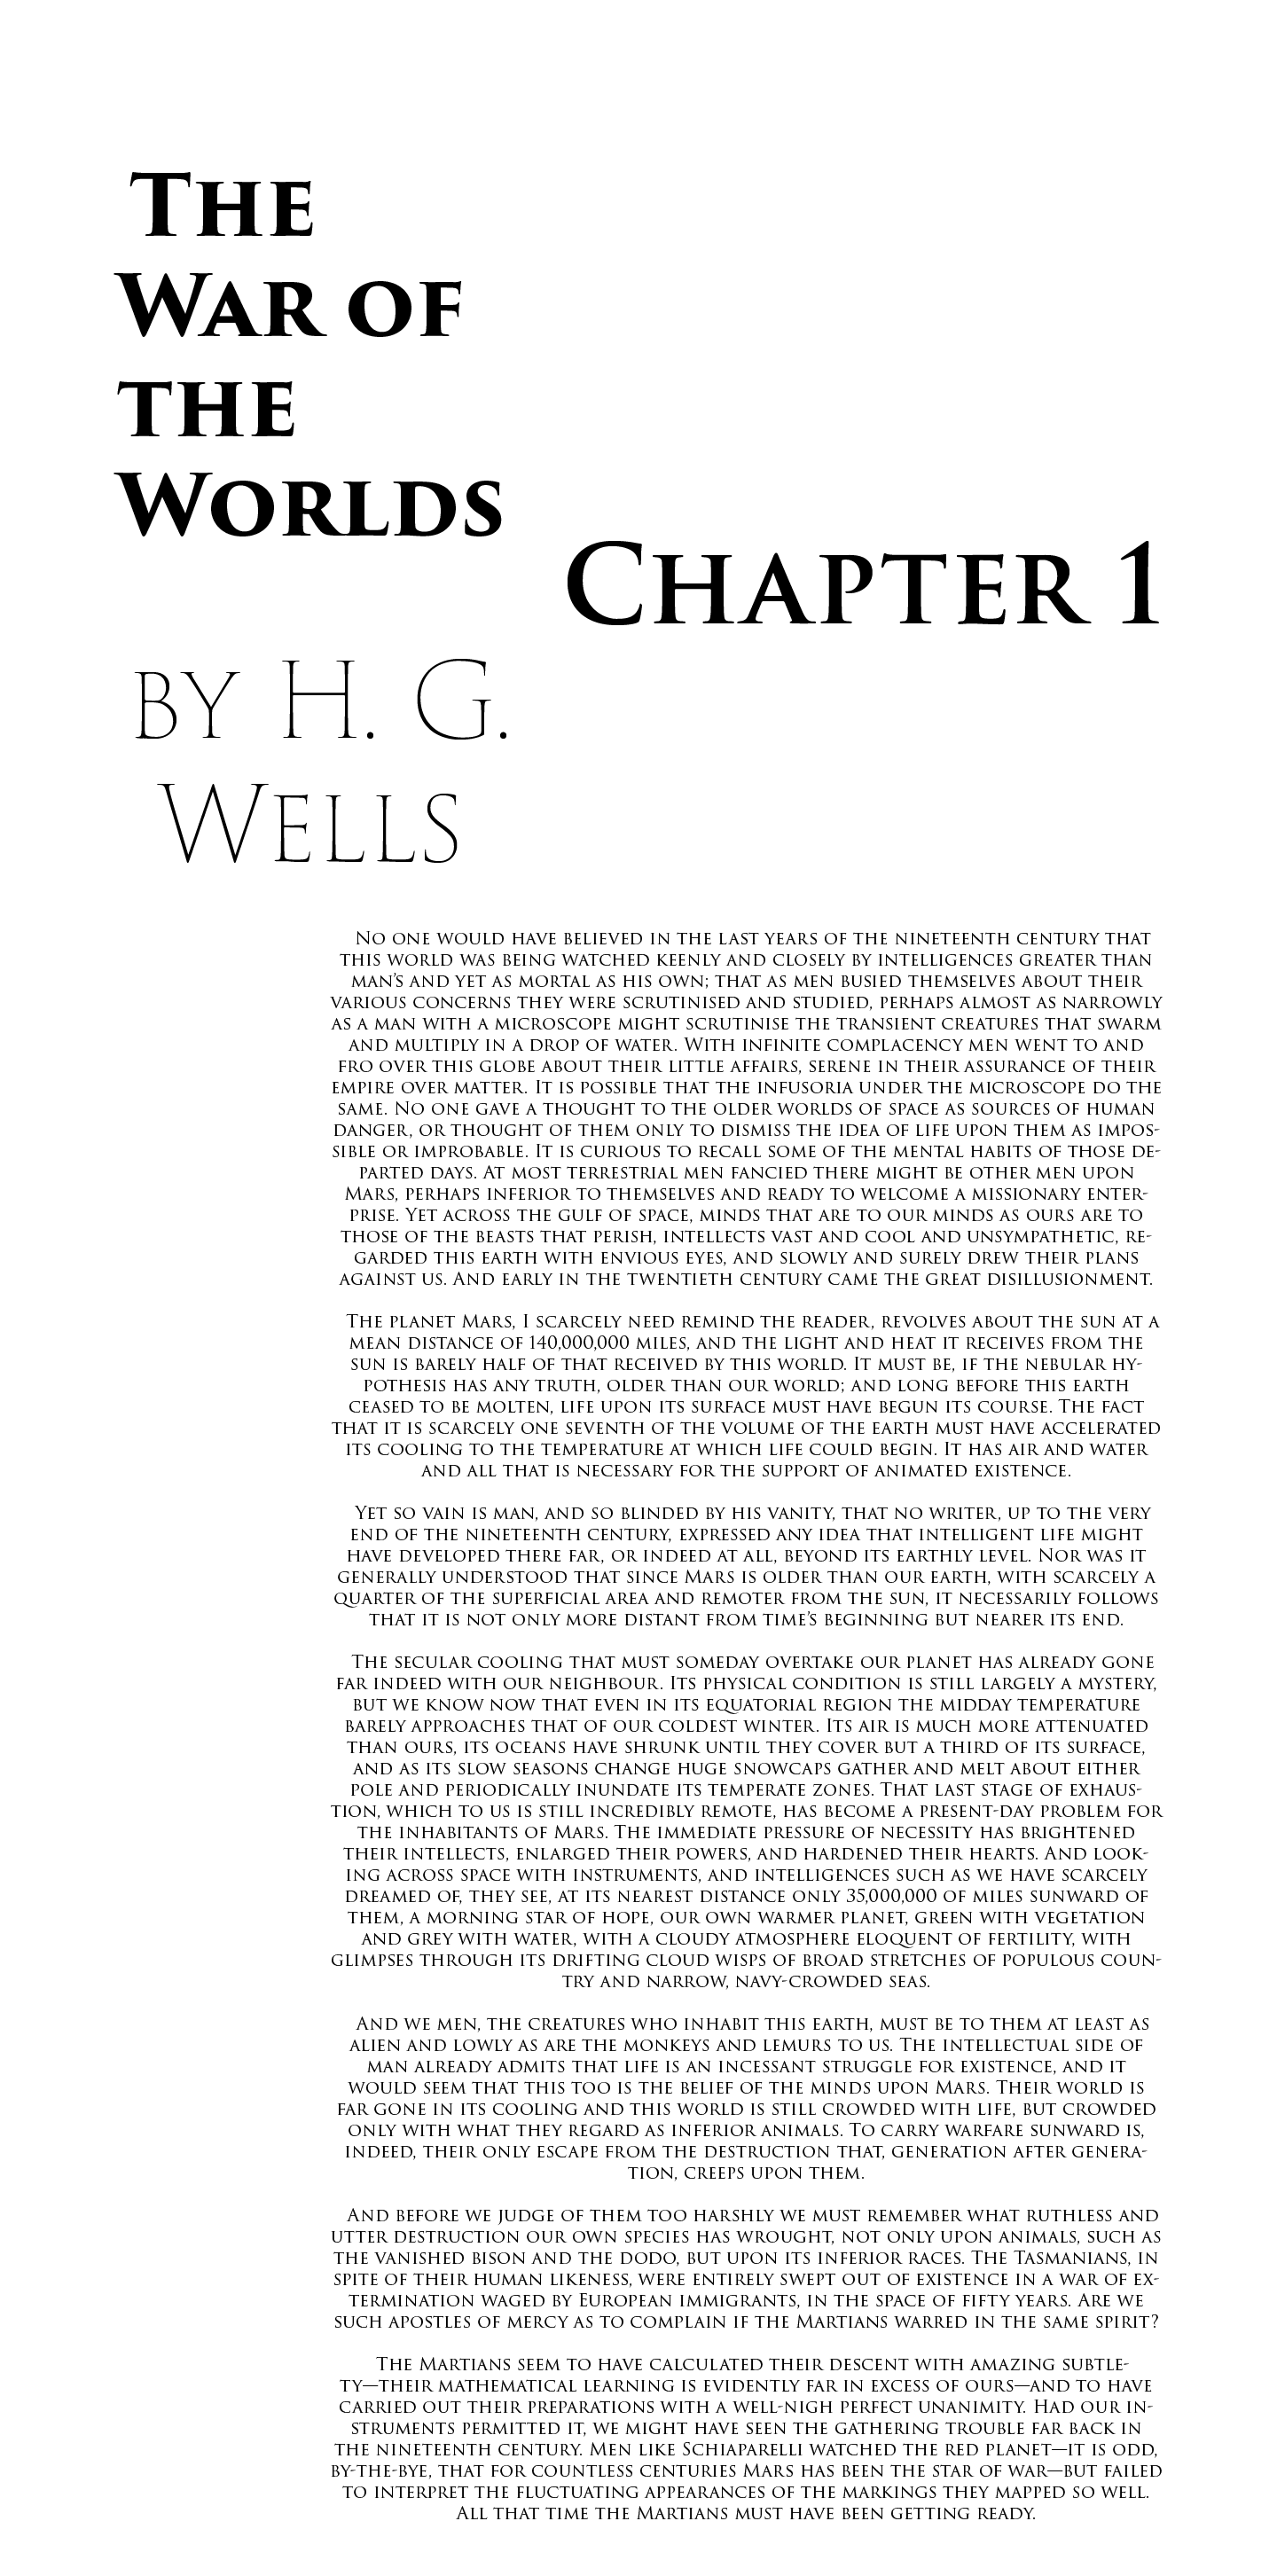 The
War of
the
Worlds
Chapter 1
by H. G.
Wells
No one would have believed in the last years of the nineteenth century that
this world was being watched keenly and closely by intelligences greater than
man's and yet as mortal as his own; that as men busied themselves about their
various concerns they were scrutinised and studied, perhaps almost as narrowly
as a man with a microscope might scrutinise the transient creatures that swarm
and multiply in a drop of water. With infinite complacency men went to and
fro over this globe about their little affairs, serene in their assurance of their
empire over matter. It is possible that the infusoria under the microscope do the
same. No one gave a thought to the older worlds of space as sources of human
danger, or thought of them only to dismiss the idea of life upon them as impos-
sible or improbable. It is curious to recall some of the mental habits of those de-
parted days. At most terrestrial men fancied there might be other men upon
Mars, perhaps inferior to themselves and ready to welcome a missionary enter-
prise. Yet across the gulf of space, minds that are to our minds as ours are to
those of the beasts that perish, intellects vast and cool and unsympathetic, re-
garded this earth with envious eyes, and slowly and surely drew their plans
against us. And early in the twentieth century came the great disillusionment.
The planet Mars, I scarcely need remind the reader, revolves about the sun at a
mean distance of 140,000,000 miles, and the light and heat it receives from the
sun is barely half of that received by this world. It must be, if the nebular hy-
pothesis has any truth, older than our world; and long before this earth
ceased to be molten, life upon its surface must have begun its course. The fact
that it is scarcely one seventh of the volume of the earth must have accelerated
its cooling to the temperature at which life could begin. It has air and water
and all that is necessary for the support of animated existence.
Yet so vain is man, and so blinded by his vanity, that no writer, up to the very
end of the nineteenth century, expressed any idea that intelligent life might
have developed there far, or indeed at all, beyond its earthly level. Nor was it
generally understood that since Mars is older than our earth, with scarcely a
quarter of the superficial area and remoter from the sun, it necessarily follows
that it is not only more distant from time's beginning but nearer its end.
The secular cooling that must someday overtake our planet has already gone
far indeed with our neighbour. Its physical condition is still largely a mystery,
but we know now that even in its equatorial region the midday temperature
barely approaches that of our coldest winter. Its air is much more attenuated
than ours, its oceans have shrunk until they cover but a third of its surface,
and as its slow seasons change huge snowcaps gather and melt about either
pole and periodically inundate its temperate zones. That last stage of exhaus-
tion, which to us is still incredibly remote, has become a present-day problem for
the inhabitants of Mars. The immediate pressure of necessity has brightened
their intellects, enlarged their powers, and hardened their hearts. And look-
ing across space with instruments, and intelligences such as we have scarcely
dreamed of, they see, at its nearest distance only 35,000,000 of miles sunward of
them, a morning star of hope, our own warmer planet, green with vegetation
and grey with water, with a cloudy atmosphere eloquent of fertility, with
glimpses through its drifting cloud wisps of broad stretches of populous coun-
try and narrow, navy-crowded seas.
And we men, the creatures who inhabit this earth, must be to them at least as
alien and lowly as are the monkeys and lemurs to us. The intellectual side of
man already admits that life is an incessant struggle for existence, and it
would seem that this too is the belief of the minds upon Mars. Their world is
far gone in its cooling and this world is still crowded with life, but crowded
only with what they regard as inferior animals. To carry warfare sunward is,
indeed, their only escape from the destruction that, generation after genera-
tion, creeps upon them.
And before we judge of them too harshly we must remember what ruthless and
utter destruction our own species has wrought, not only upon animals, such as
the vanished bison and the dodo, but upon its inferior races. The Tasmanians, in
spite of their human likeness, were entirely swept out of existence in a war of ex-
termination waged by European immigrants, in the space of fifty years. Are we
such apostles of mercy as to complain if the Martians warred in the same spirit?
The Martians seem to have calculated their descent with amazing subtle-
ty—their mathematical learning is evidently far in excess of ours—and to have
carried out their preparations with a well-nigh perfect unanimity. Had our in-
struments permitted it, we might have seen the gathering trouble far back in
the nineteenth century. Men like Schiaparelli watched the red planet—it is odd,
by-the-bye, that for countless centuries Mars has been the star of war—but failed
to interpret the fluctuating appearances of the markings they mapped so well.
All that time the Martians must have been getting ready.